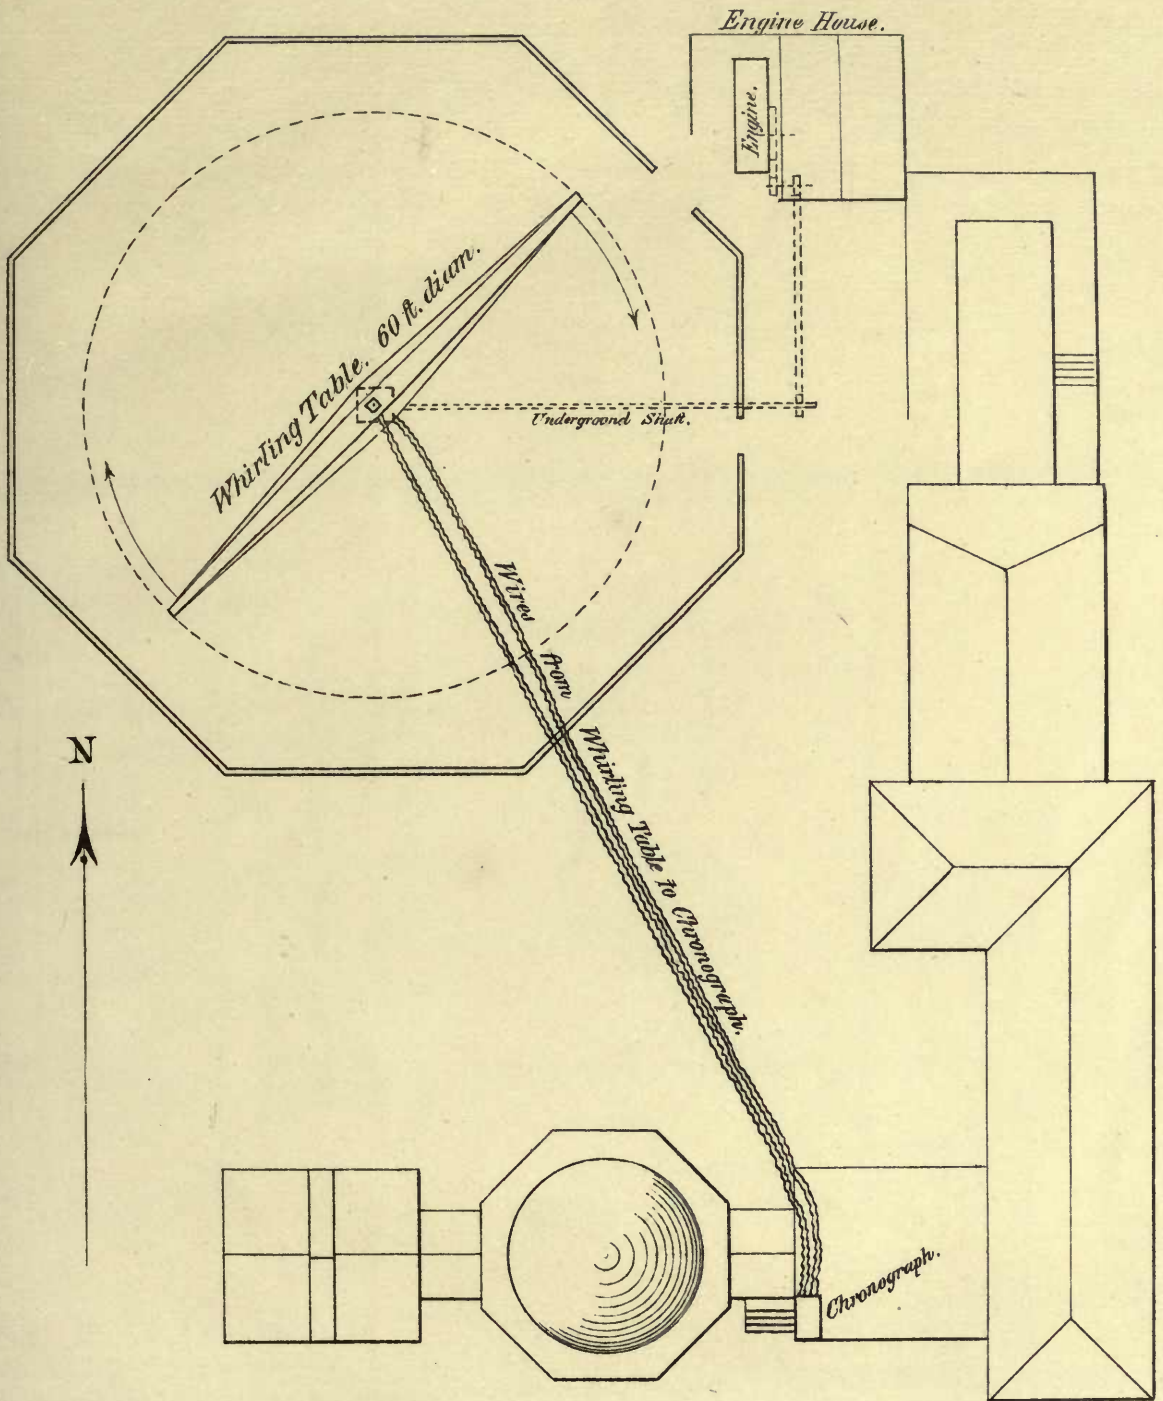 Engine House.
Engine.
Whirling Table. 60 ft. diam.
Underground Shaft.
Wires from Whirling Table to Chronograph.
N
Chronograph.